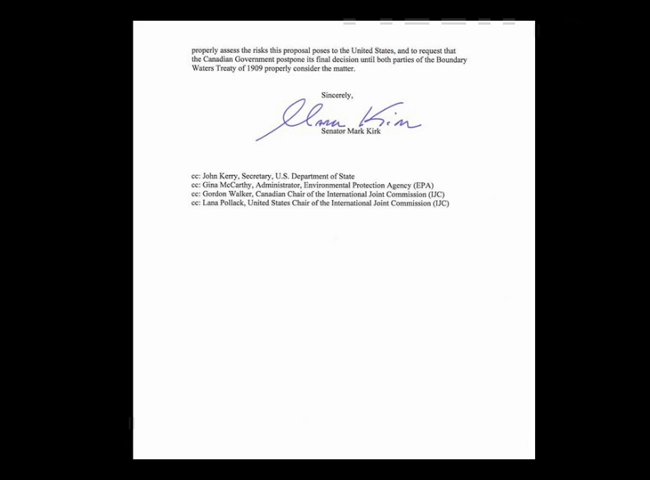 properly assess the risks this proposal poses to the United States, and to request that
the Canadian Government postpone its final decision until both parties of the Boundary
Waters Treaty of 1909 properly consider the matter.
Sincerely,
Mark Kirk
Senator Mark Kirk
cc: John Kerry, Secretary, U.S. Department of State
cc: Gina McCarthy, Administrator, Environmental Protection Agency (EPA)
cc: Gordon Walker, Canadian Chair of the International Joint Commission (IJC)
cc: Lana Pollack, United States Chair of the International Joint Commission (IJC)